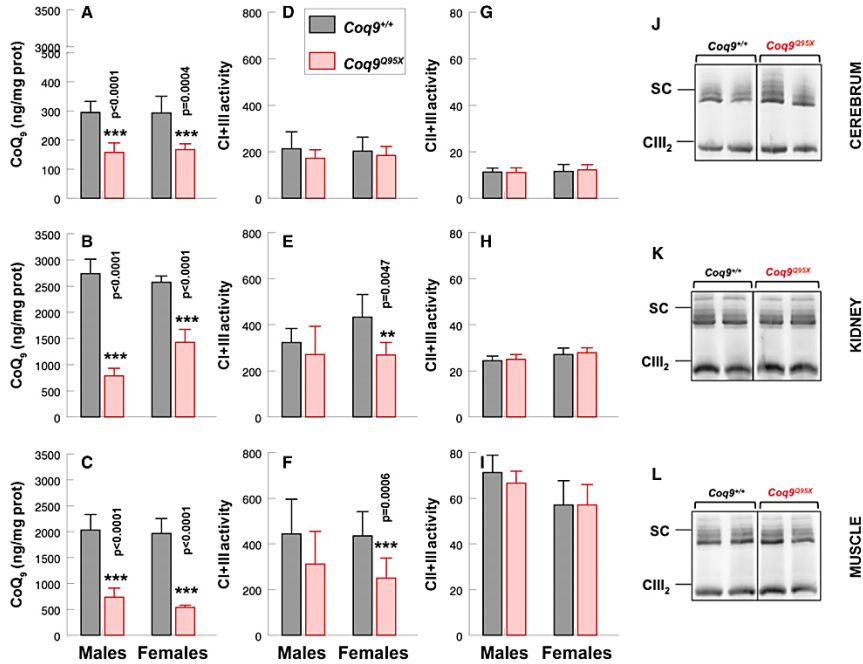 A
CoQ₉ (ng/mg prot)
3500
3000
500
400
300
200
100
0
p<0.0001
***
p=0.0004
***
D
CI+III activity
800
600
400
200
0
Coq9⁺/⁺
Coq9Q95X
G
CII+III activity
80
60
40
20
0
J
Coq9⁺/⁺ Coq9Q95X
SC
CIII₂
CEREBRUM
B
CoQ₉ (ng/mg prot)
3500
3000
2500
2000
1500
1000
500
0
p<0.0001
***
p<0.0001
***
E
CI+III activity
800
600
400
200
0
p=0.0047
**
H
CII+III activity
80
60
40
20
0
K
Coq9⁺/⁺ Coq9Q95X
SC
CIII₂
KIDNEY
C
CoQ₉ (ng/mg prot)
3500
3000
2500
2000
1500
1000
500
0
p<0.0001
***
p<0.0001
***
Males Females
F
CI+III activity
800
600
400
200
0
p=0.0006
***
Males Females
I
CII+III activity
80
60
40
20
0
Males Females
L
Coq9⁺/⁺ Coq9Q95X
SC
CIII₂
MUSCLE